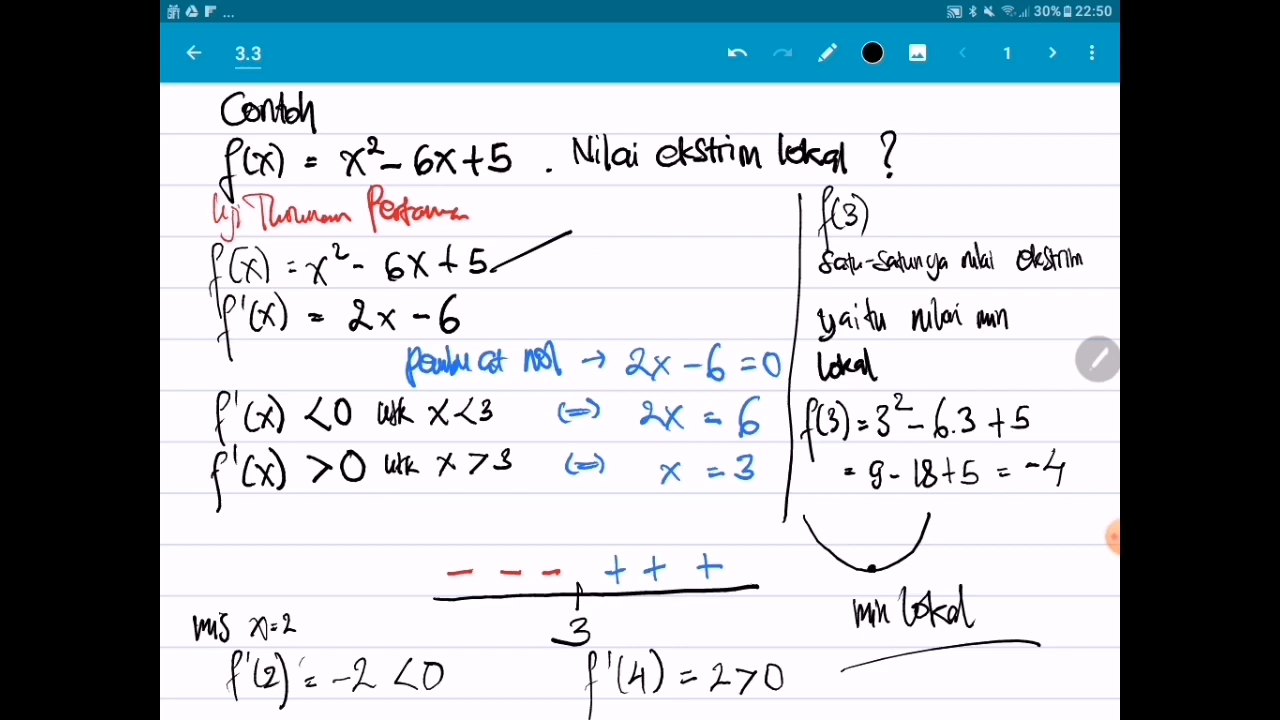 ... 30% 22:50
3.3 1
Contoh
f(x) = x² - 6x + 5 . Nilai ekstrim lokal ?
Uji Turunan Pertama
f(x) = x² - 6x + 5
f'(x) = 2x - 6
pembuat nol → 2x - 6 = 0
f'(x) < 0 utk x < 3 (=) 2x = 6
f'(x) > 0 utk x > 3 (=) x = 3
- - - + + +
3
mis x = 2
f'(2) = -2 < 0 f'(4) = 2 > 0
f(3)
satu-satunya nilai ekstrim
yaitu nilai min
lokal
f(3) = 3² - 6.3 + 5
= 9 - 18 + 5 = -4
min lokal